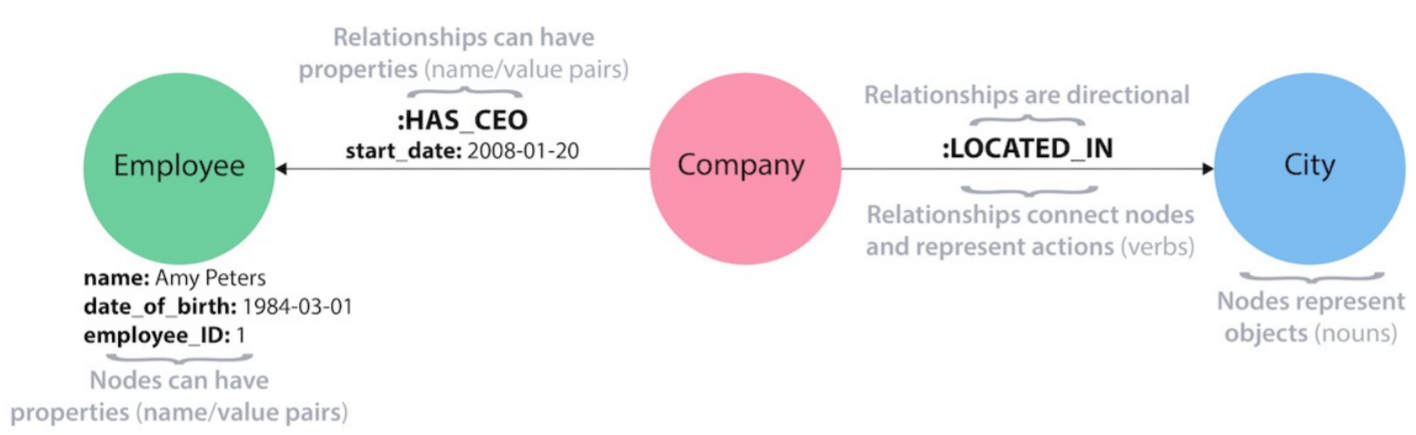 Relationships can have
properties (name/value pairs)
:HAS_CEO
start_date: 2008-01-20
Employee
name: Amy Peters
date_of_birth: 1984-03-01
employee_ID: 1
Nodes can have
properties (name/value pairs)
Company
Relationships are directional
:LOCATED_IN
Relationships connect nodes
and represent actions (verbs)
City
Nodes represent
objects (nouns)